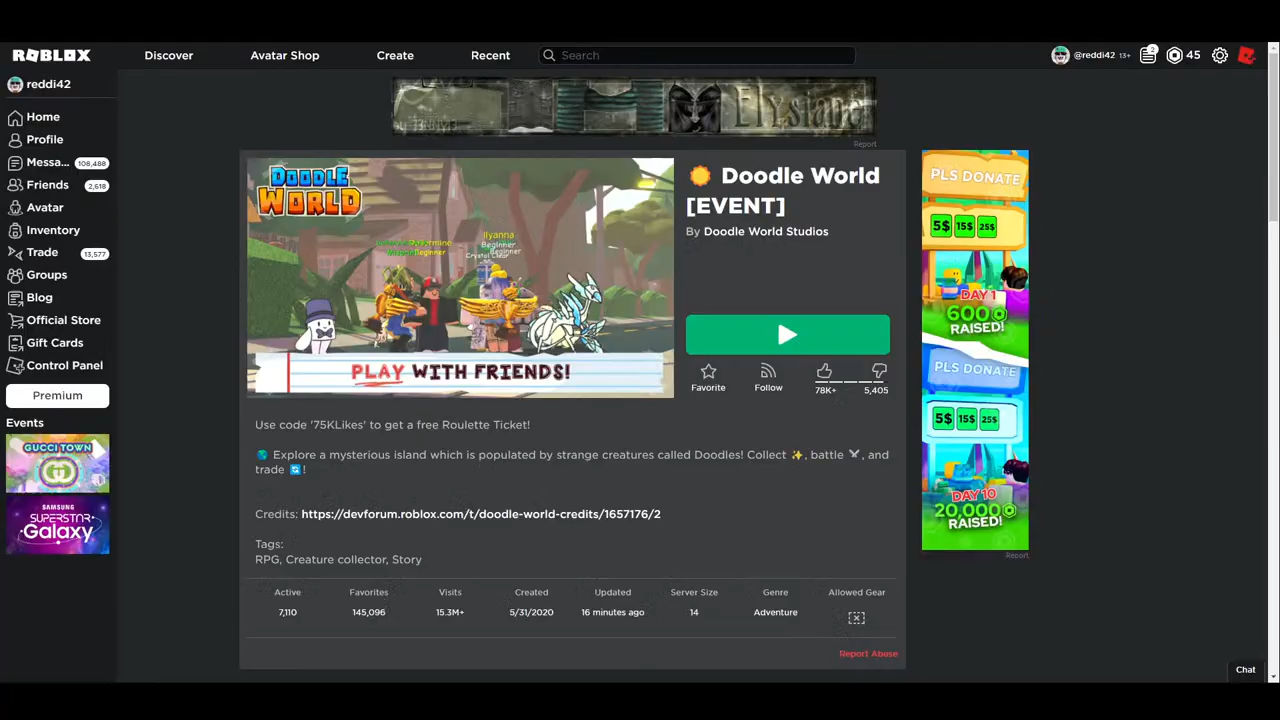 ROBLOX
Discover
Avatar Shop
Create
Recent
Search
@reddi42 13+
2
45
reddi42
Home
Profile
Messa... 108,488
Friends 2,618
Avatar
Inventory
Trade 13,577
Groups
Blog
Official Store
Gift Cards
Control Panel
Premium
Events
GUCCI TOWN
SAMSUNG
SUPERSTAR
Galaxy
Elysians
Report
DOODLE
WORLD
Ilyanna
Beginner
Beginner
PLAY WITH FRIENDS!
Doodle World
[EVENT]
By Doodle World Studios
Favorite
Follow
78K+
5,405
Use ode '75KLikes' to get a free Roulette Ticket!
Explore a mysterious island which is populated by strange creatures called Doodles! Collect ✨, battle ⚔, and
trade 🔄!
Credits: https://devforum.roblox.com/t/doodle-world-credits/1657176/2
Tags:
RPG, Creature collector, Story
Active
Favorites
Visits
Created
Updated
Server Size
Genre
Allowed Gear
7,110
145,096
15.3M+
5/31/2020
16 minutes ago
14
Adventure
Report Abuse
PLS DONATE
5$ 15$ 25$
DAY 1
600
RAISED!
PLS DONATE
5$ 15$ 25$
DAY 10
20,000
RAISED!
Report
Chat